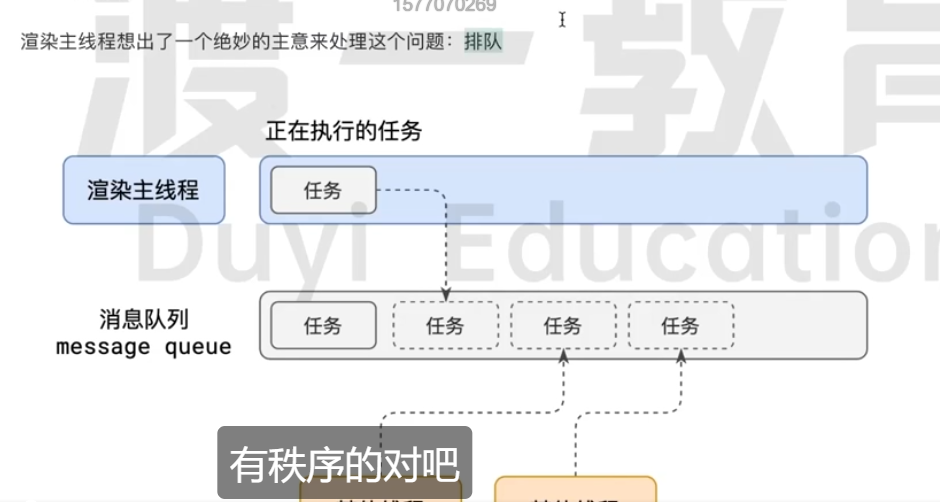 1577070269
渲染主线程想出了一个绝妙的主意来处理这个问题：排队
渡一教育
正在执行的任务
渲染主线程
任务
Duyi Education
消息队列
message queue
任务
任务
任务
任务
有秩序的对吧